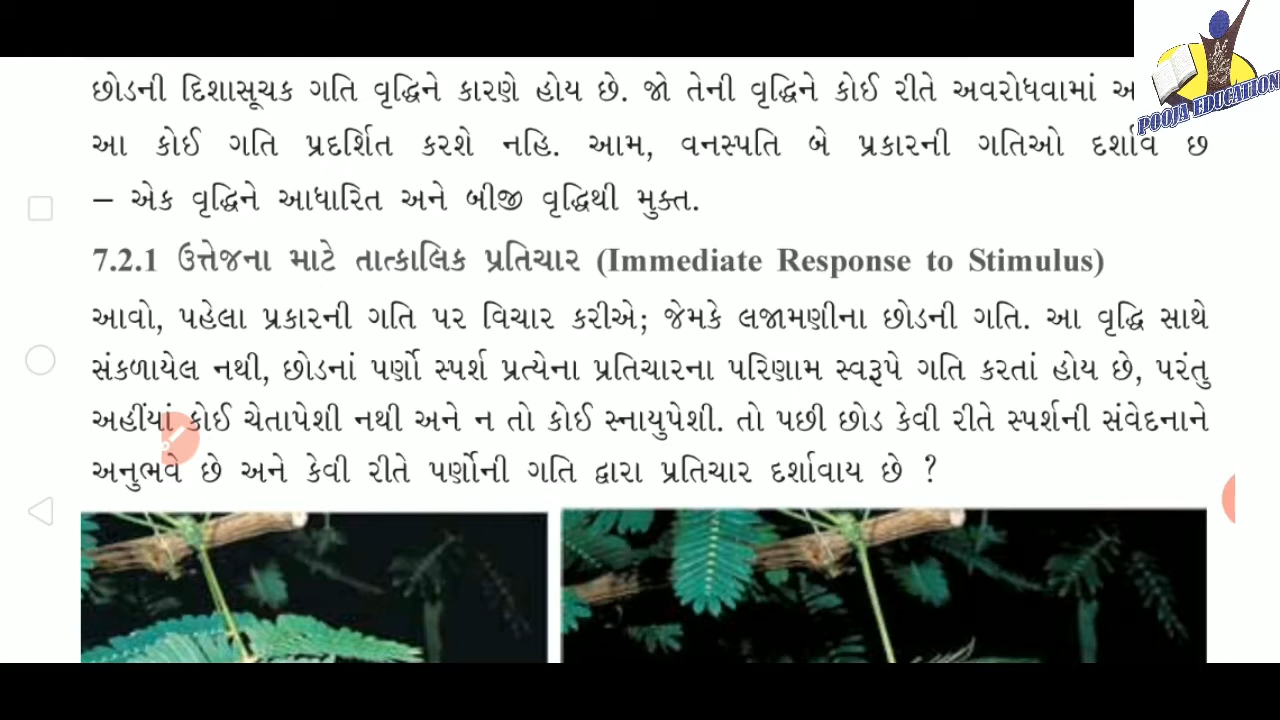 છોડની દિશાસૂચક ગતિ વૃદ્ધિને કારણે હોય છે. જો તેની વૃદ્ધિને કોઈ રીતે અવરોધવામાં
આ કોઈ ગતિ પ્રદર્શિત કરશે નહિ. આમ, વનસ્પતિ બે પ્રકારની ગતિઓ દર્શાવે છે
– એક વૃદ્ધિને આધારિત અને બીજી વૃદ્ધિથી મુક્ત.
7.2.1 ઉત્તેજના માટે તાત્કાલિક પ્રતિચાર (Immediate Response to Stimulus)
આવો, પહેલા પ્રકારની ગતિ પર વિચાર કરીએ; જેમકે લજામણીના છોડની ગતિ. આ વૃદ્ધિ સાથે
સંકળાયેલ નથી, છોડનાં પર્ણો સ્પર્શ પ્રત્યેના પ્રતિચારના પરિણામ સ્વરૂપે ગતિ કરતાં હોય છે, પરંતુ
અહીંયાં કોઈ ચેતાપેશી નથી અને ન તો કોઈ સ્નાયુપેશી. તો પછી છોડ કેવી રીતે સ્પર્શની સંવેદનાને
અનુભવે છે અને કેવી રીતે પર્ણોની ગતિ દ્વારા પ્રતિચાર દર્શાવાય છે ?
POOJA EDUCATION